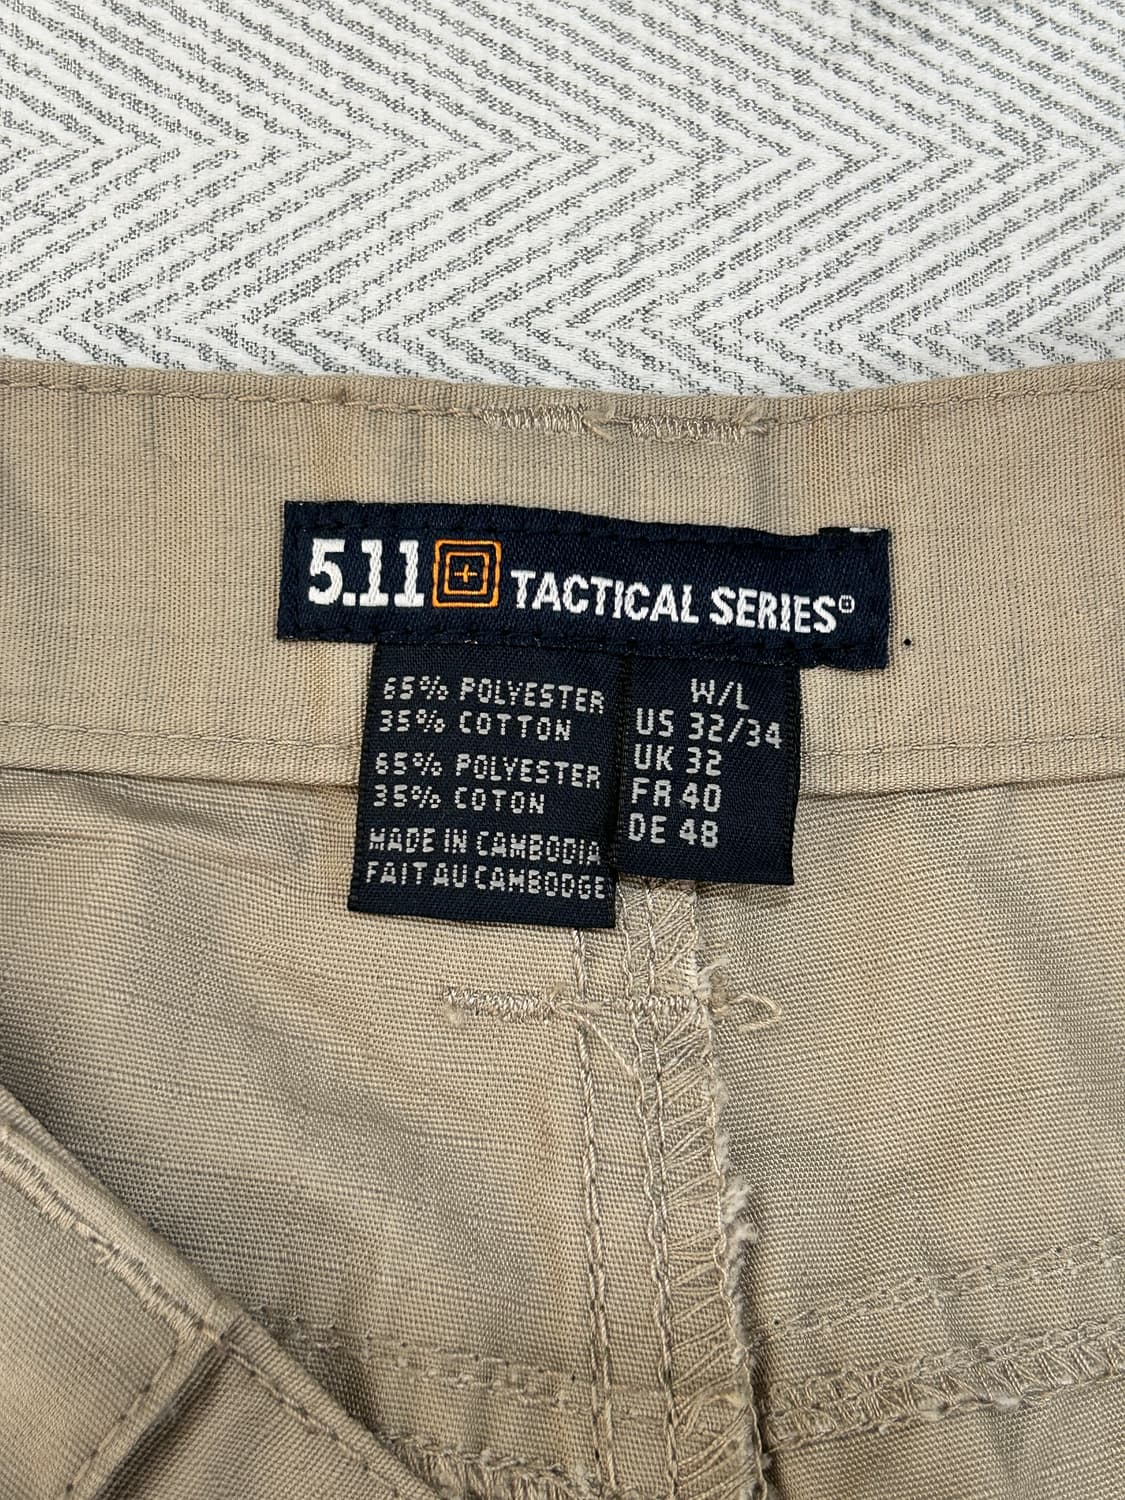 5.11 TACTICAL SERIES
65% POLYESTER
35% COTTON
65% POLYESTER
35% COTON
MADE IN CAMBODIA
FAIT AU CAMBODGE
W/L
US 32/34
UK 32
FR 40
DE 48